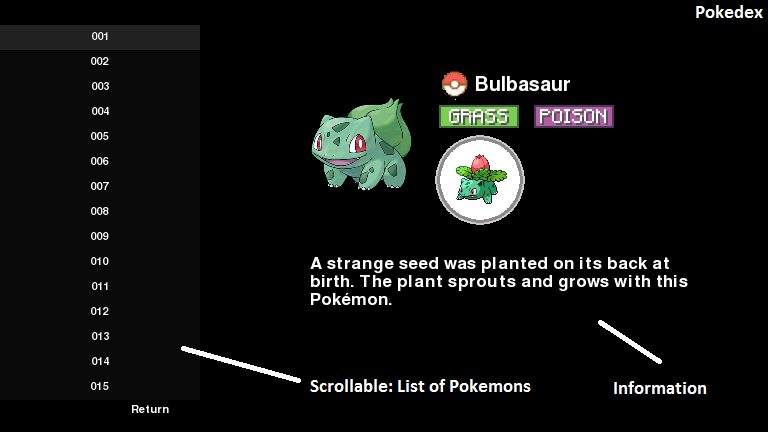 Pokedex
001
002
003
004
005
006
007
008
009
010
011
012
013
014
015
Return
Bulbasaur
GRASS POISON
A strange seed was planted on its back at
birth. The plant sprouts and grows with this
Pokémon.
Scrollable: List of Pokemons
Information